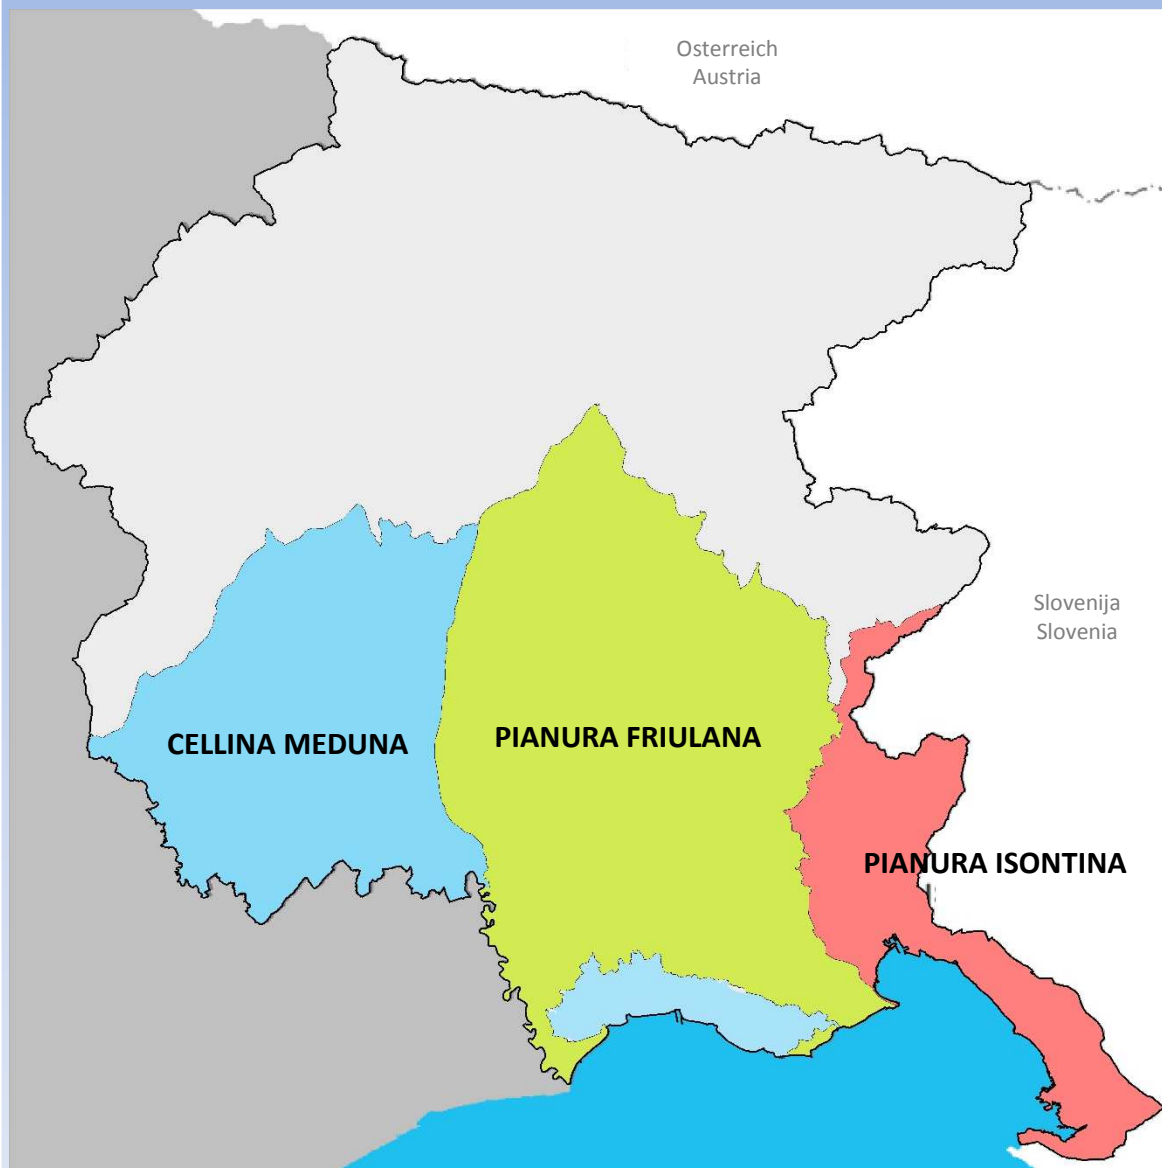 Osterreich
Austria
Slovenija
Slovenia
CELLINA MEDUNA
PIANURA FRIULANA
PIANURA ISONTINA